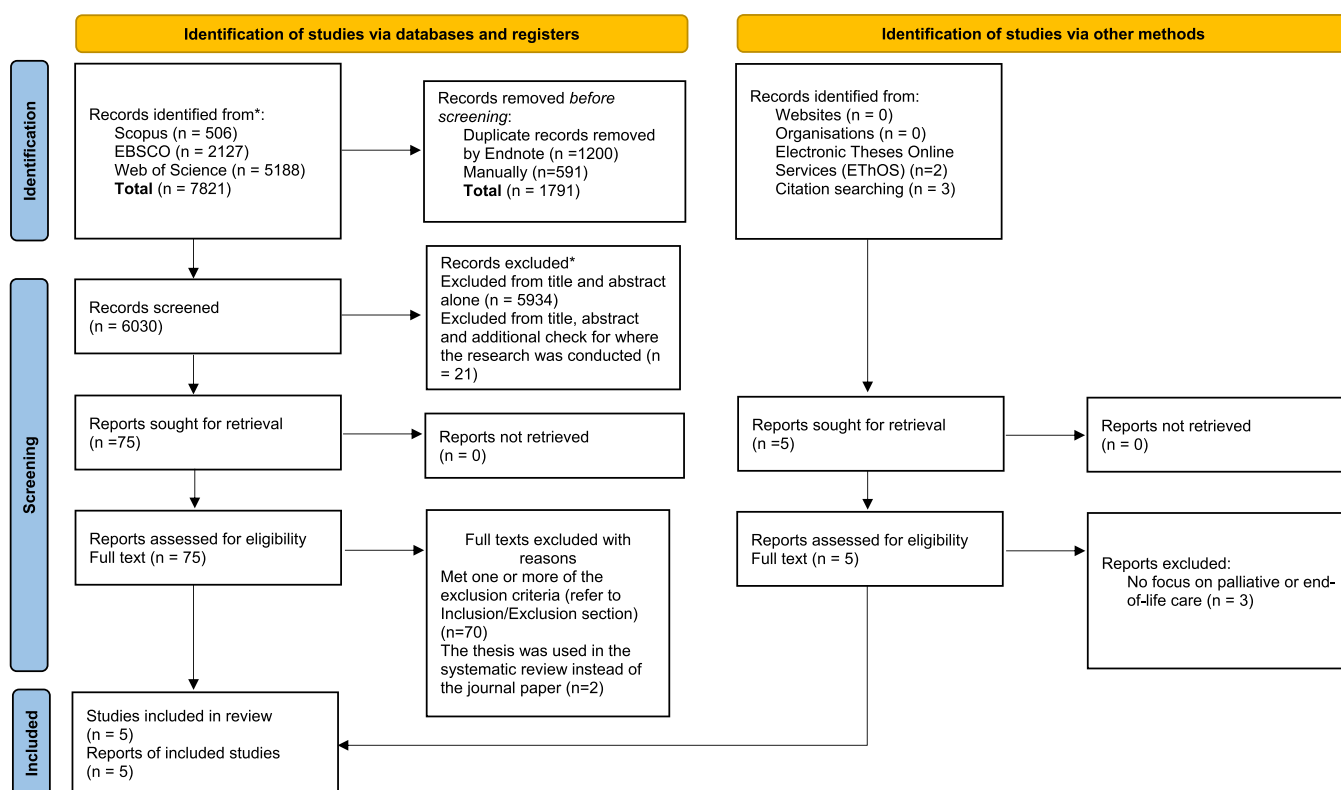 Identification of studies via databases and registers
Identification of studies via other methods
Identification
Records identified from*:
Scopus (n = 506)
EBSCO (n = 2127)
Web of Science (n = 5188)
Total (n = 7821)
Records removed before
screening:
Duplicate records removed
by Endnote (n =1200)
Manually (n=591)
Total (n = 1791)
Records identified from:
Websites (n = 0)
Organisations (n = 0)
Electronic Theses Online
Services (EThOS) (n=2)
Citation searching (n = 3)
Screening
Records screened
(n = 6030)
Records excluded*
Excluded from title and abstract
alone (n = 5934)
Excluded from title, abstract
and additional check for where
the research was conducted (n
= 21)
Reports sought for retrieval
(n =75)
Reports not retrieved
(n = 0)
Reports sought for retrieval
(n =5)
Reports not retrieved
(n = 0)
Reports assessed for eligibility
Full text (n = 75)
Full texts excluded with
reasons
Met one or more of the
exclusion criteria (refer to
Inclusion/Exclusion section)
(n=70)
The thesis was used in the
systematic review instead of
the journal paper (n=2)
Reports assessed for eligibility
Full text (n = 5)
Reports excluded:
No focus on palliative or end-
of-life care (n = 3)
Included
Studies included in review
(n = 5)
Reports of included studies
(n = 5)